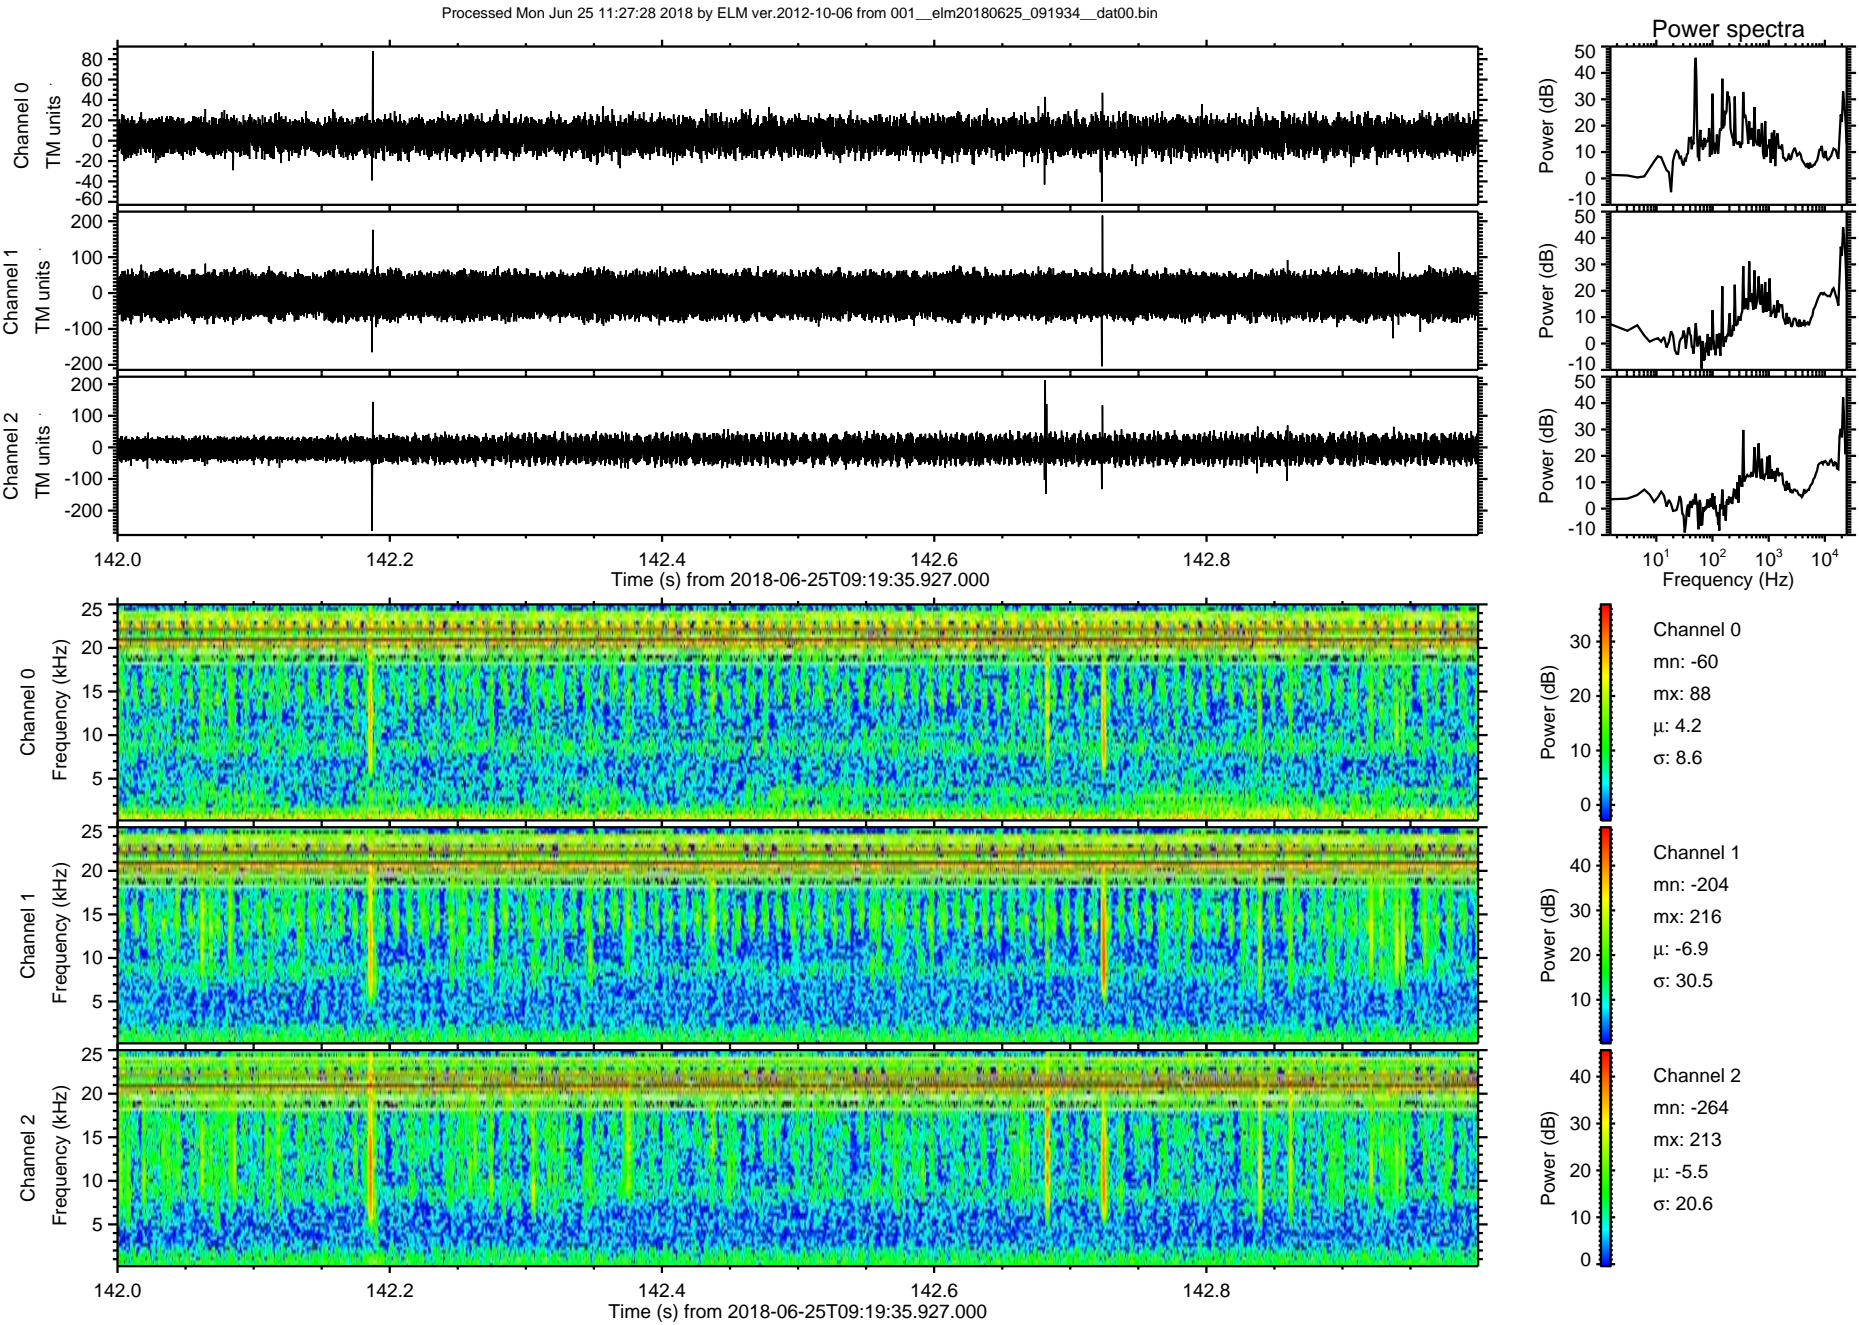 Processed Mon Jun 25 11:27:28 2018 by ELM ver.2012-10-06 from 001__elm20180625_091934__dat00.bin
Power spectra
Channel 0
TM units
80
60
40
20
0
-20
-40
-60
Power (dB)
50
40
30
20
10
0
-10
Channel 1
TM units
200
100
0
-100
-200
Power (dB)
50
40
30
20
10
0
-10
Channel 2
TM units
200
100
0
-100
-200
Power (dB)
50
40
30
20
10
0
-10
142.0 142.2 142.4 142.6 142.8
Time (s) from 2018-06-25T09:19:35.927.000
10^1 10^2 10^3 10^4
Frequency (Hz)
Channel 0
Frequency (kHz)
25
20
15
10
5
Power (dB)
30
20
10
0
Channel 0
mn: -60
mx: 88
μ: 4.2
σ: 8.6
Channel 1
Frequency (kHz)
25
20
15
10
5
Power (dB)
40
30
20
10
Channel 1
mn: -204
mx: 216
μ: -6.9
σ: 30.5
Channel 2
Frequency (kHz)
25
20
15
10
5
Power (dB)
40
30
20
10
0
Channel 2
mn: -264
mx: 213
μ: -5.5
σ: 20.6
142.0 142.2 142.4 142.6 142.8
Time (s) from 2018-06-25T09:19:35.927.000